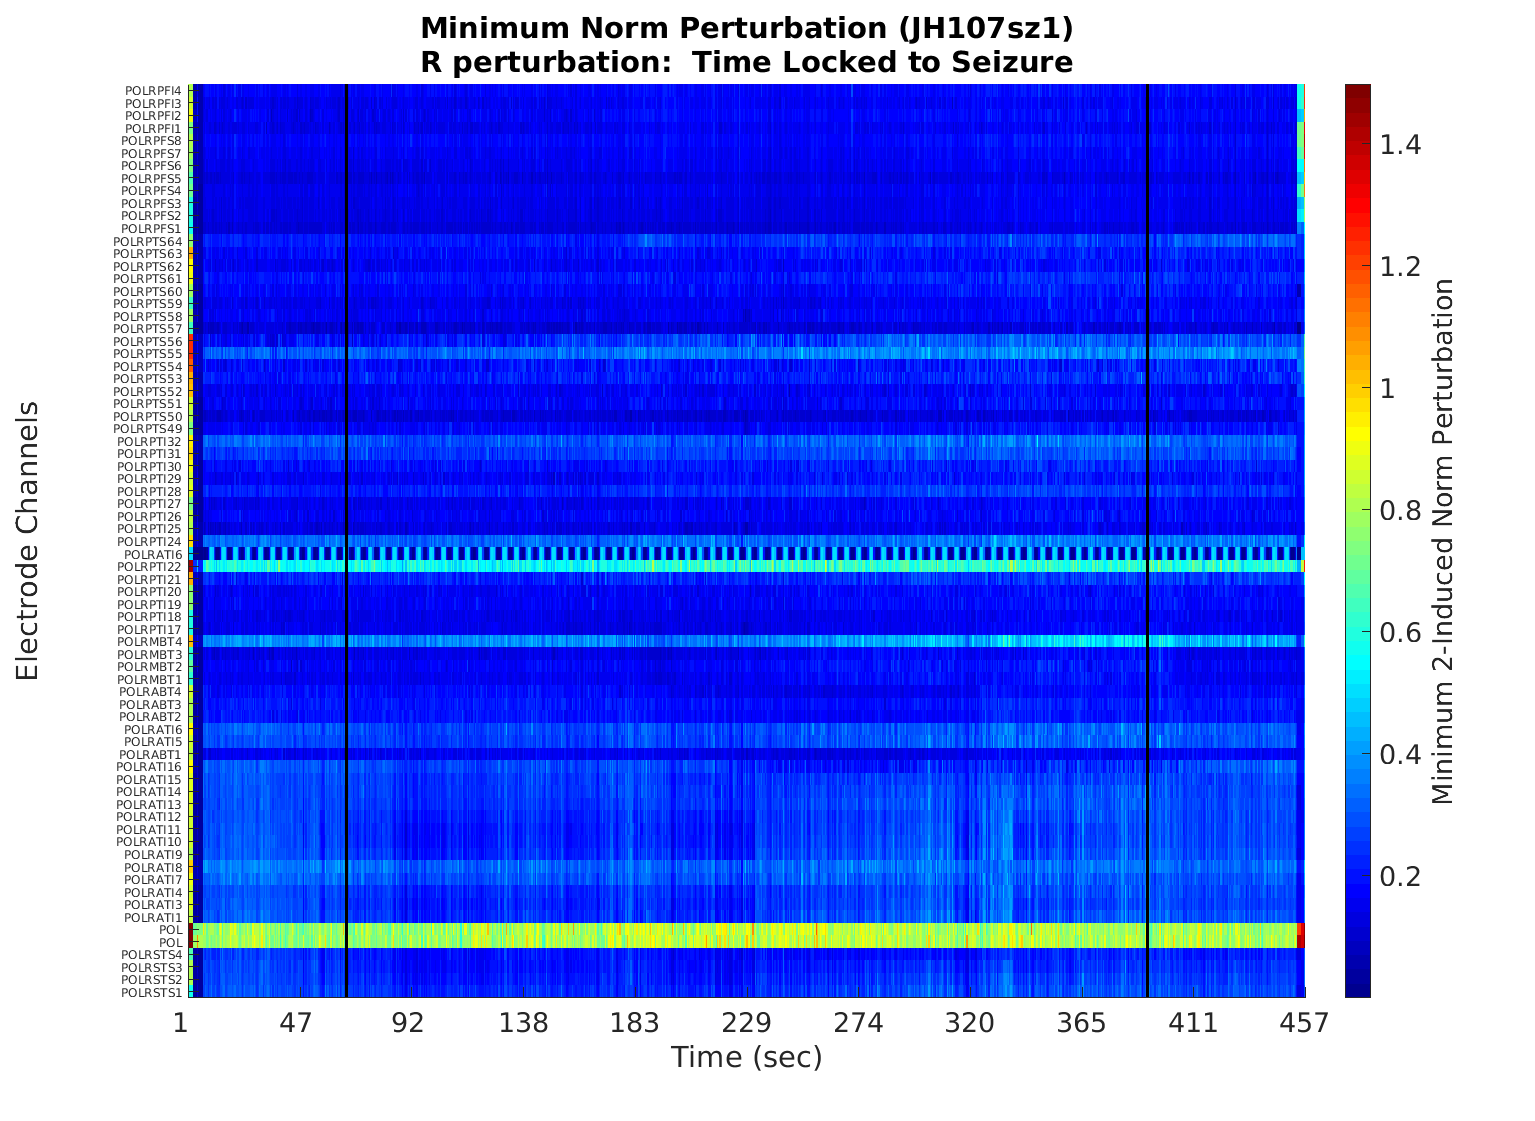 Minimum Norm Perturbation (JH107sz1)
R perturbation:  Time Locked to Seizure
Electrode Channels
POLRPFI4
POLRPFI3
POLRPFI2
POLRPFI1
POLRPFS8
POLRPFS7
POLRPFS6
POLRPFS5
POLRPFS4
POLRPFS3
POLRPFS2
POLRPFS1
POLRPTS64
POLRPTS63
POLRPTS62
POLRPTS61
POLRPTS60
POLRPTS59
POLRPTS58
POLRPTS57
POLRPTS56
POLRPTS55
POLRPTS54
POLRPTS53
POLRPTS52
POLRPTS51
POLRPTS50
POLRPTS49
POLRPTI32
POLRPTI31
POLRPTI30
POLRPTI29
POLRPTI28
POLRPTI27
POLRPTI26
POLRPTI25
POLRPTI24
POLRATI6
POLRPTI22
POLRPTI21
POLRPTI20
POLRPTI19
POLRPTI18
POLRPTI17
POLRMBT4
POLRMBT3
POLRMBT2
POLRMBT1
POLRABT4
POLRABT3
POLRABT2
POLRATI6
POLRATI5
POLRABT1
POLRATI16
POLRATI15
POLRATI14
POLRATI13
POLRATI12
POLRATI11
POLRATI10
POLRATI9
POLRATI8
POLRATI7
POLRATI4
POLRATI3
POLRATI1
POL
POL
POLRSTS4
POLRSTS3
POLRSTS2
POLRSTS1
1 47 92 138 183 229 274 320 365 411 457
Time (sec)
1.4
1.2
1
0.8
0.6
0.4
0.2
Minimum 2-Induced Norm Perturbation